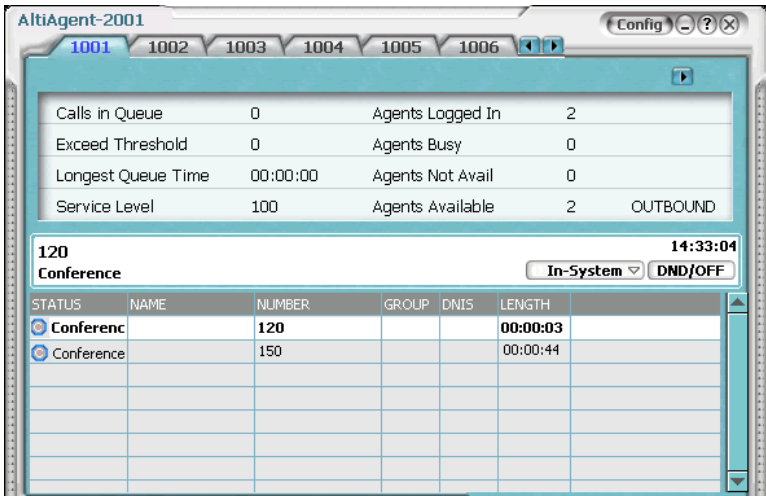 AltiAgent-2001 Config
1001 1002 1003 1004 1005 1006
Calls in Queue 0 Agents Logged In 2
Exceed Threshold 0 Agents Busy 0
Longest Queue Time 00:00:00 Agents Not Avail 0
Service Level 100 Agents Available 2 OUTBOUND
120 14:33:04
Conference In-System DND/OFF
STATUS NAME NUMBER GROUP DNIS LENGTH
Conferenc 120 00:00:03
Conference 150 00:00:44